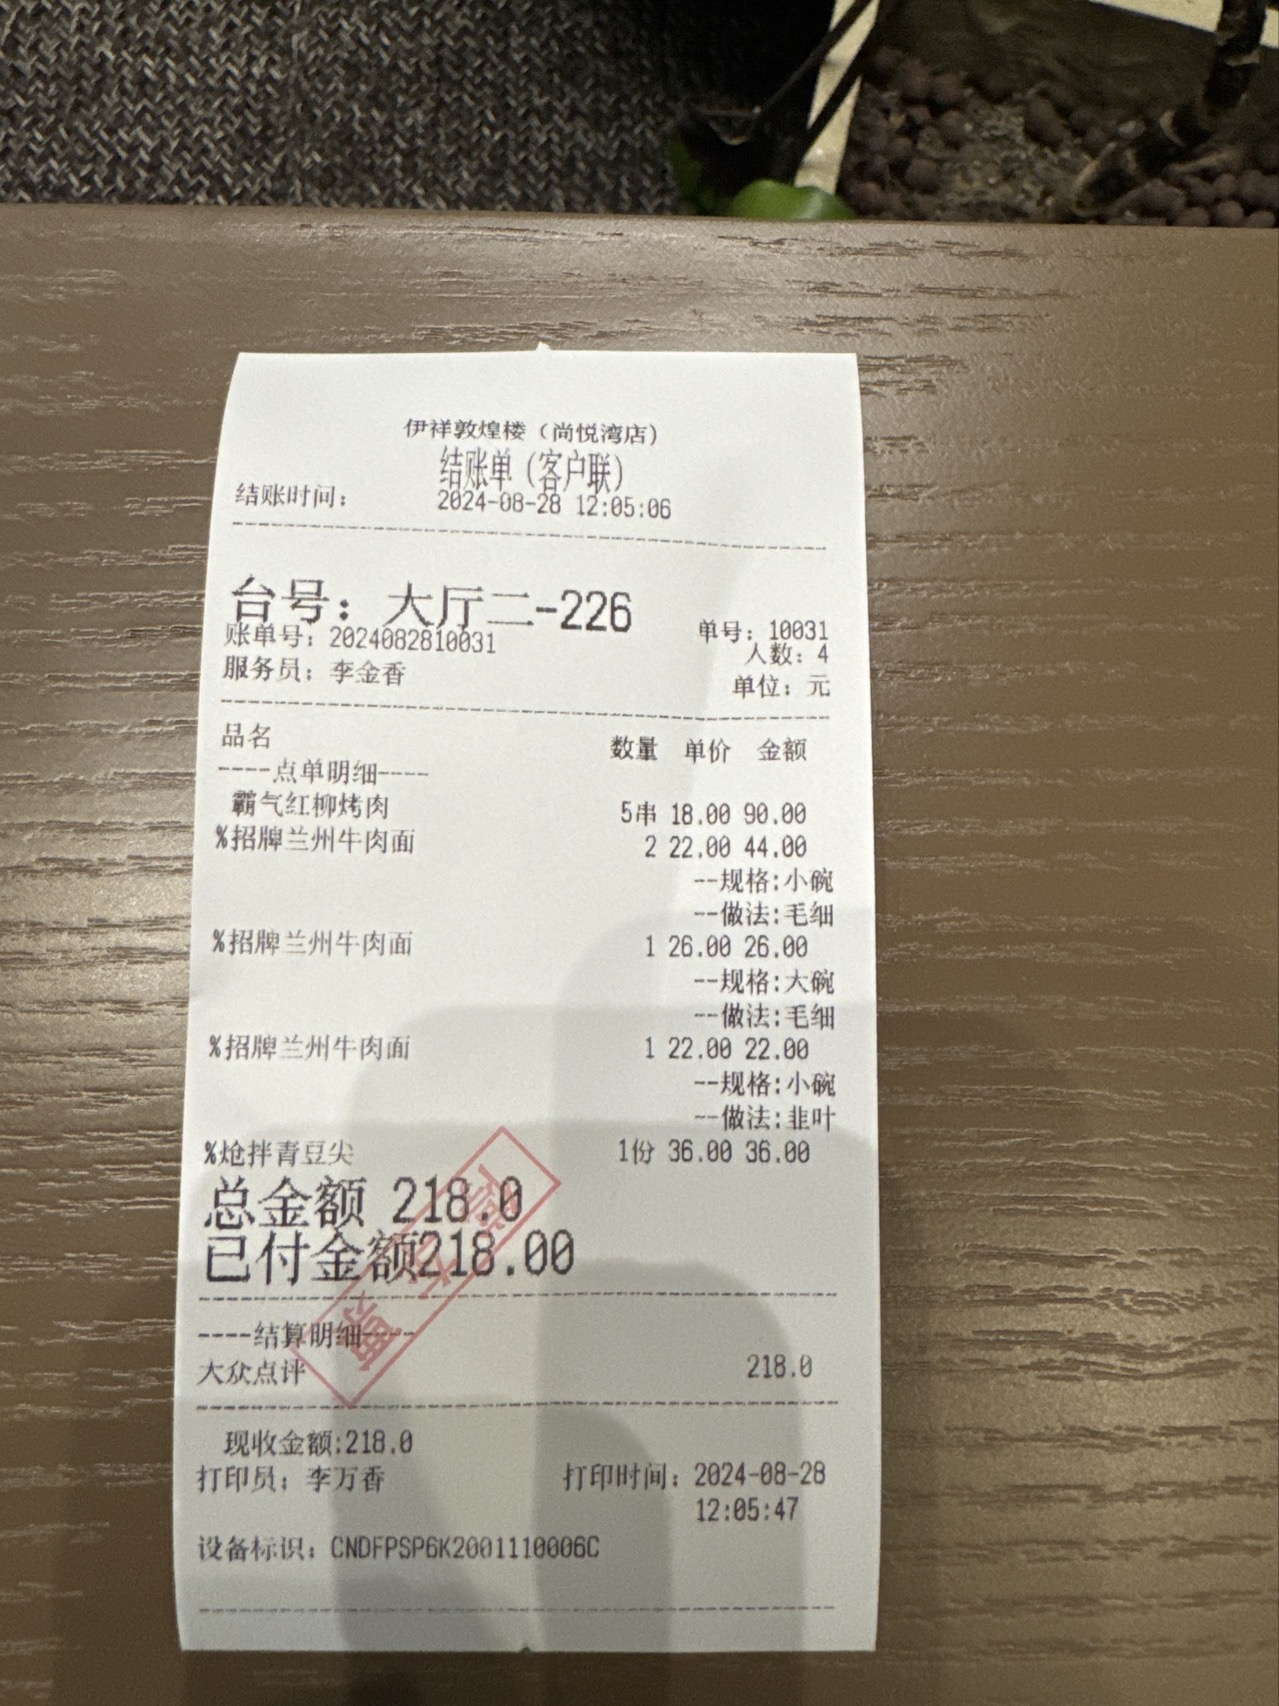 伊祥敦煌楼（尚悦湾店）
结账单（客户联）
结账时间： 2024-08-28 12:05:06
台号：大厅二-226
账单号：2024082810031 单号：10031
人数：4
服务员：李金香 单位：元
品名 数量 单价 金额
----点单明细----
霸气红柳烤肉 5串 18.00 90.00
%招牌兰州牛肉面 2 22.00 44.00
--规格:小碗
--做法:毛细
%招牌兰州牛肉面 1 26.00 26.00
--规格:大碗
--做法:毛细
%招牌兰州牛肉面 1 22.00 22.00
--规格:小碗
--做法:韭叶
%炝拌青豆尖 1份 36.00 36.00
总金额 218.0
已付金额218.00
----结算明细----
大众点评 218.0
现收金额:218.0
打印员：李万香 打印时间：2024-08-28
12:05:47
设备标识：CNDFPSP6K2001110006C